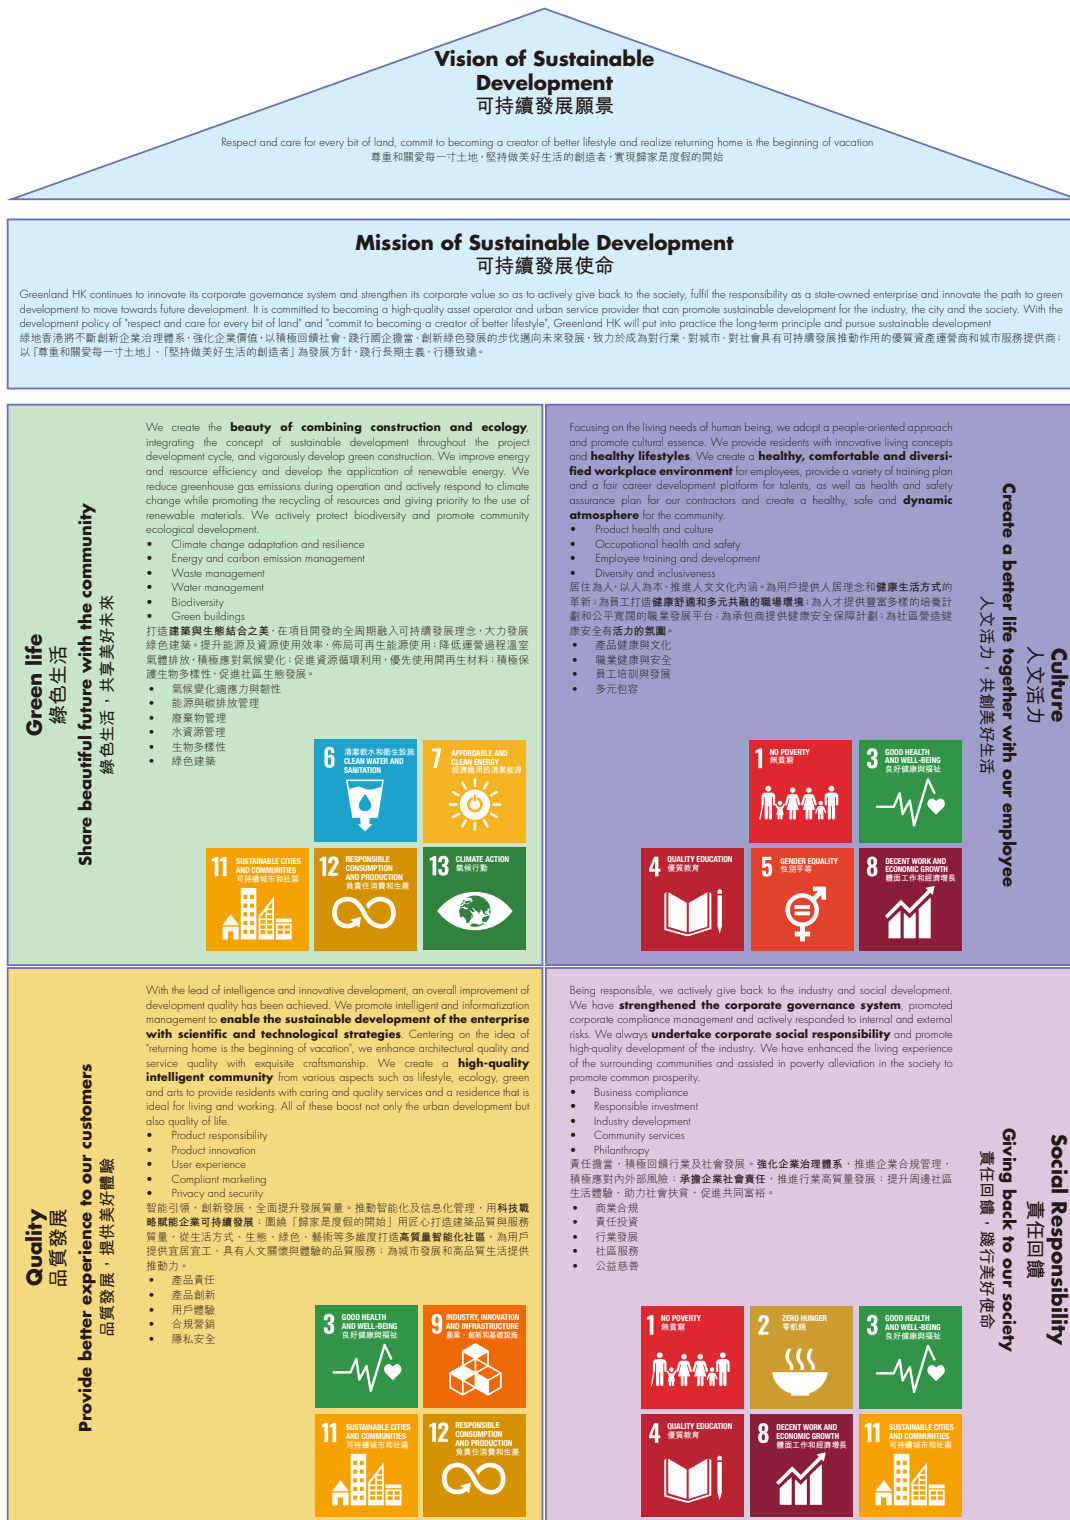 Vision of Sustainable
Development
可持續發展願景
Respect and care for every bit of land, commit to becoming a creator of better lifestyle and realize returning home is the beginning of vacation
尊重和關愛每一寸土地，堅持做美好生活的創造者，實現歸家是度假的開始
Mission of Sustainable Development
可持續發展使命
Greenland HK continues to innovate its corporate governance system and strengthen its corporate value so as to actively give back to the society, fulfil the responsibility as a state-owned enterprise and innovate the path to green
development to move towards future development. It is committed to becoming a high-quality asset operator and urban service provider that can promote sustainable development for the industry, the city and the society. With the
development policy of "respect and care for every bit of land" and "commit to becoming a creator of better lifestyle", Greenland HK will put into practice the long-term principle and pursue sustainable development
綠地香港將不斷創新企業治理體系，強化企業價值，以積極回饋社會、踐行國企擔當、創新綠色發展的步伐邁向未來發展，致力於成為對行業、對城市、對社會具有可持續發展推動作用的優質資產運營商和城市服務提供商；
以「尊重和關愛每一寸土地」、「堅持做美好生活的創造者」為發展方針，踐行長期主義，行穩致遠。
Green life
綠色生活
Share beautiful future with the community
綠色生活，共享美好未來
We create the beauty of combining construction and ecology,
integrating the concept of sustainable development throughout the project
development cycle, and vigorously develop green construction. We improve energy
and resource efficiency and develop the application of renewable energy. We
reduce greenhouse gas emissions during operation and actively respond to climate
change while promoting the recycling of resources and giving priority to the use of
renewable materials. We actively protect biodiversity and promote community
ecological development.
• Climate change adaptation and resilience
• Energy and carbon emission management
• Waste management
• Water management
• Biodiversity
• Green buildings
打造建築與生態結合之美，在項目開發的全周期融入可持續發展理念，大力發展
綠色建築。提升能源及資源使用效率，佈局可再生能源使用；降低運營過程溫室
氣體排放，積極應對氣候變化；促進資源循環利用，優先使用開再生材料；積極保
護生物多樣性，促進社區生態發展。
• 氣候變化適應力與韌性
• 能源與碳排放管理
• 廢棄物管理
• 水資源管理
• 生物多樣性
• 綠色建築
6 清潔飲水和衛生設施
CLEAN WATER AND
SANITATION
7 AFFORDABLE AND
CLEAN ENERGY
經濟適用的清潔能源
11 SUSTAINABLE CITIES
AND COMMUNITIES
可持續城市和社區
12 RESPONSIBLE
CONSUMPTION
AND PRODUCTION
負責任消費和生產
13 CLIMATE ACTION
氣候行動
Focusing on the living needs of human being, we adopt a people-oriented approach
and promote cultural essence. We provide residents with innovative living concepts
and healthy lifestyles. We create a healthy, comfortable and diversi-
fied workplace environment for employees, provide a variety of training plan
and a fair career development platform for talents, as well as health and safety
assurance plan for our contractors and create a healthy, safe and dynamic
atmosphere for the community.
• Product health and culture
• Occupational health and safety
• Employee training and development
• Diversity and inclusiveness
居住為人，以人為本，推進人文文化內涵。為用戶提供人居理念和健康生活方式的
革新；為員工打造健康舒適和多元共融的職場環境；為人才提供豐富多樣的培養計
劃和公平寬闊的職業發展平台；為承包商提供健康安全保障計劃；為社區營造健
康安全有活力的氛圍。
• 產品健康與文化
• 職業健康與安全
• 員工培訓與發展
• 多元包容
1 NO POVERTY
無貧窮
3 GOOD HEALTH
AND WELL-BEING
良好健康與福祉
4 QUALITY EDUCATION
優質教育
5 GENDER EQUALITY
性別平等
8 DECENT WORK AND
ECONOMIC GROWTH
體面工作和經濟增長
Culture
人文活力
Create a better life together with our employee
人文活力，共創美好生活
Quality
品質發展
Provide better experience to our customers
品質發展，提供美好體驗
With the lead of intelligence and innovative development, an overall improvement of
development quality has been achieved. We promote intelligent and informatization
management to enable the sustainable development of the enterprise
with scientific and technological strategies. Centering on the idea of
"returning home is the beginning of vacation", we enhance architectural quality and
service quality with exquisite craftsmanship. We create a high-quality
intelligent community from various aspects such as lifestyle, ecology, green
and arts to provide residents with caring and quality services and a residence that is
ideal for living and working. All of these boost not only the urban development but
also quality of life.
• Product responsibility
• Product innovation
• User experience
• Compliant marketing
• Privacy and security
智能引領，創新發展，全面提升發展質量。推動智能化及信息化管理，用科技戰
略賦能企業可持續發展；圍繞「歸家是度假的開始」用匠心打造建築品質與服務
質量，從生活方式、生態、綠色、藝術等多維度打造高質量智能化社區，為用戶
提供宜居宜工、具有人文關懷與體驗的品質服務；為城市發展和高品質生活提供
推動力。
• 產品責任
• 產品創新
• 用戶體驗
• 合規營銷
• 隱私安全
3 GOOD HEALTH
AND WELL-BEING
良好健康與福祉
9 INDUSTRY, INNOVATION
AND INFRASTRUCTURE
產業、創新和基礎設施
11 SUSTAINABLE CITIES
AND COMMUNITIES
可持續城市和社區
12 RESPONSIBLE
CONSUMPTION
AND PRODUCTION
負責任消費和生產
Being responsible, we actively give back to the industry and social development.
We have strengthened the corporate governance system, promoted
corporate compliance management and actively responded to internal and external
risks. We always undertake corporate social responsibility and promote
high-quality development of the industry. We have enhanced the living experience
of the surrounding communities and assisted in poverty alleviation in the society to
promote common prosperity.
• Business compliance
• Responsible investment
• Industry development
• Community services
• Philanthropy
責任擔當，積極回饋行業及社會發展。強化企業治理體系，推進企業合規管理，
積極應對內外部風險；承擔企業社會責任，推進行業高質量發展；提升周邊社區
生活體驗，助力社會扶貧，促進共同富裕。
• 商業合規
• 責任投資
• 行業發展
• 社區服務
• 公益慈善
1 NO POVERTY
無貧窮
2 ZERO HUNGER
零飢餓
3 GOOD HEALTH
AND WELL-BEING
良好健康與福祉
4 QUALITY EDUCATION
優質教育
8 DECENT WORK AND
ECONOMIC GROWTH
體面工作和經濟增長
11 SUSTAINABLE CITIES
AND COMMUNITIES
可持續城市和社區
Social Responsibility
責任回饋
Giving back to our society
責任回饋，踐行美好使命